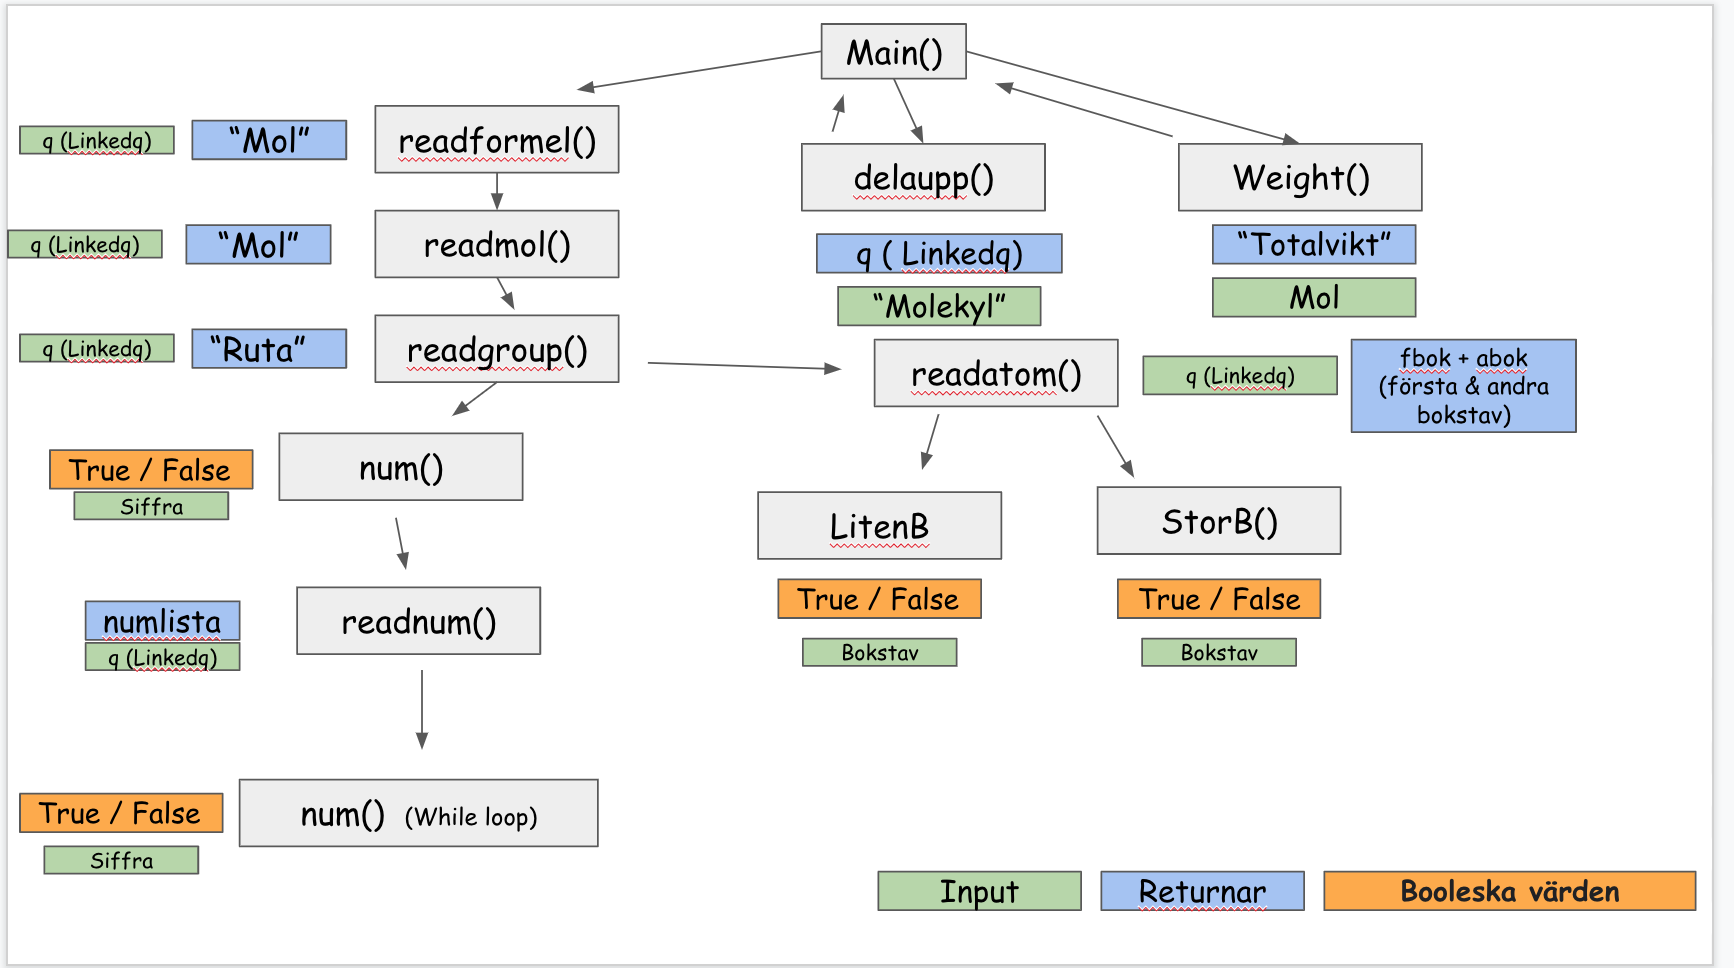 Main()
q (Linkedq)
“Mol”
readformel()
delaupp()
Weight()
q (Linkedq)
“Mol”
readmol()
q ( Linkedq)
“Totalvikt”
“Molekyl”
Mol
q (Linkedq)
“Ruta”
readgroup()
readatom()
q (Linkedq)
fbok + abok
(första & andra
bokstav)
True / False
Siffra
num()
LitenB
StorB()
True / False
True / False
Bokstav
Bokstav
numlista
q (Linkedq)
readnum()
True / False
Siffra
num() (While loop)
Input
Returnar
Booleska värden